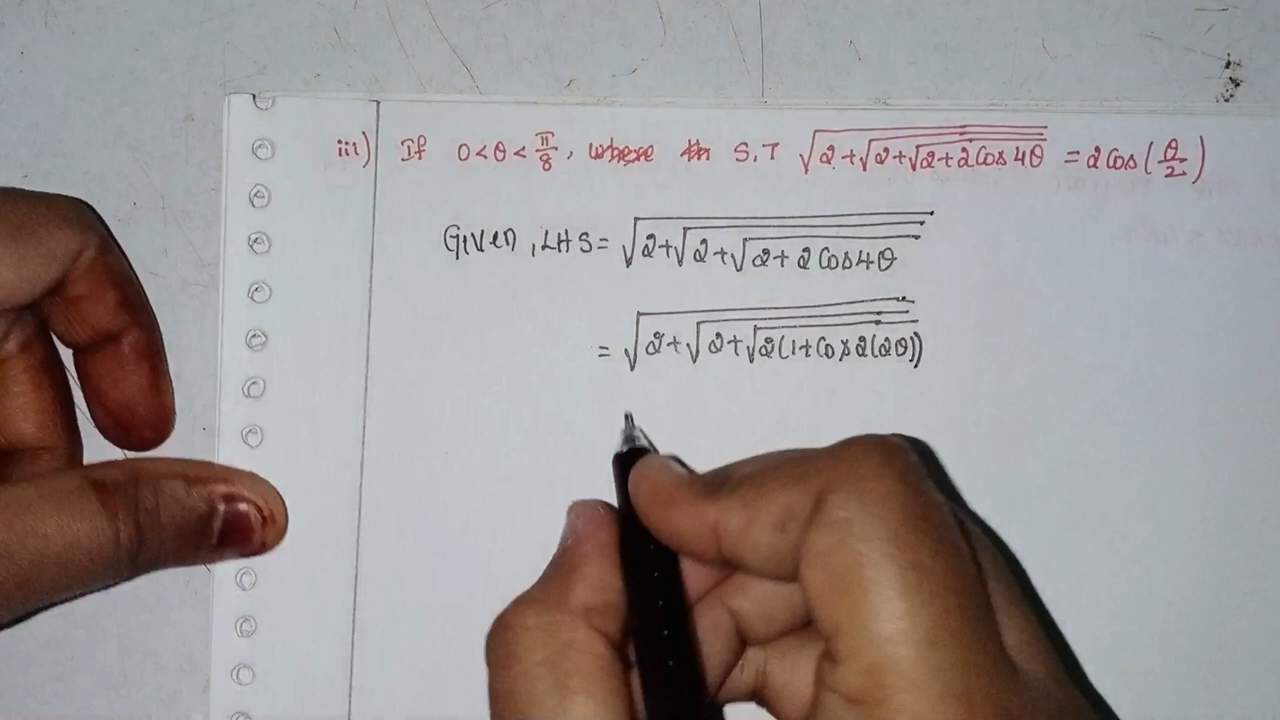 iii) If 0<θ<π/8, where th S.T √(2+√(2+√(2+2Cos4θ))) = 2Cos(θ/2)
Given, LHS = √(2+√(2+√(2+2Cos4θ)))
= √(2+√(2+√(2(1+Cos2(2θ)))))